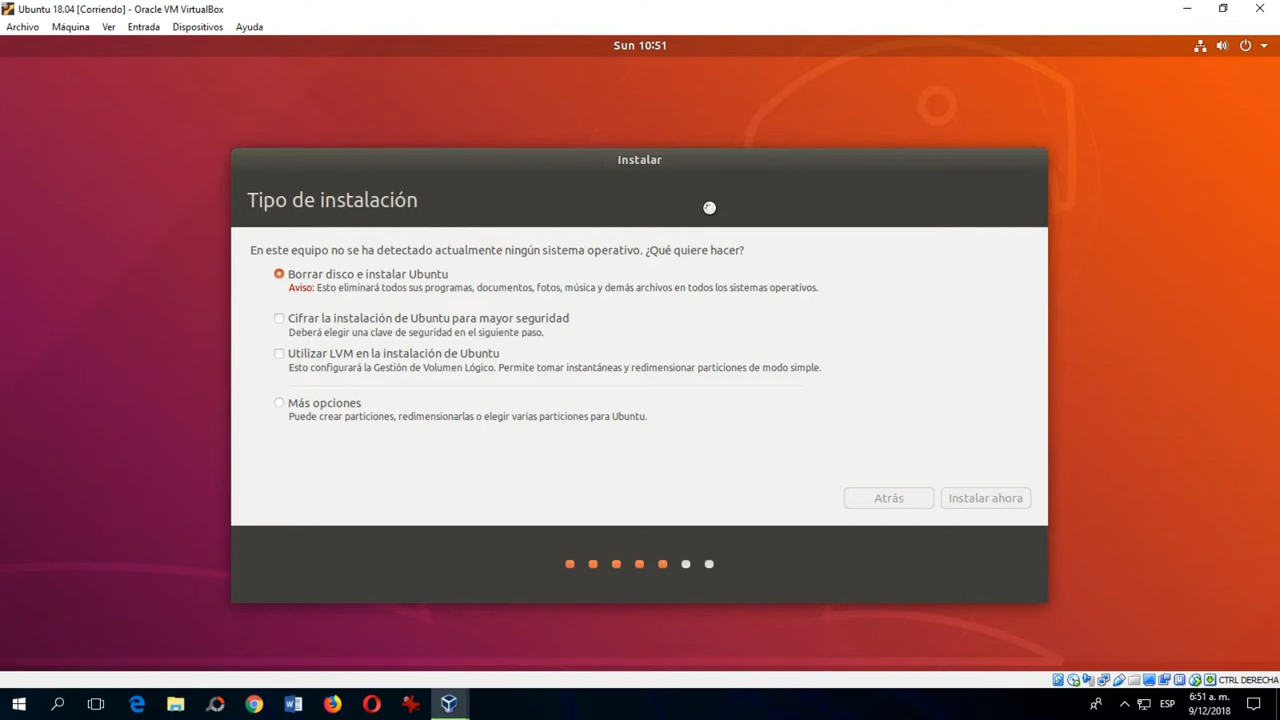 Ubuntu 18.04 [Corriendo] - Oracle VM VirtualBox
Archivo Máquina Ver Entrada Dispositivos Ayuda
Sun 10:51
Instalar
Tipo de instalación
En este equipo no se ha detectado actualmente ningún sistema operativo. ¿Qué quiere hacer?
Borrar disco e instalar Ubuntu
Aviso: Esto eliminará todos sus programas, documentos, fotos, música y demás archivos en todos los sistemas operativos.
Cifrar la instalación de Ubuntu para mayor seguridad
Deberá elegir una clave de seguridad en el siguiente paso.
Utilizar LVM en la instalación de Ubuntu
Esto configurará la Gestión de Volumen Lógico. Permite tomar instantáneas y redimensionar particiones de modo simple.
Más opciones
Puede crear particiones, redimensionarlas o elegir varias particiones para Ubuntu.
Atrás Instalar ahora
CTRL DERECHA
ESP
6:51 a. m.
9/12/2018